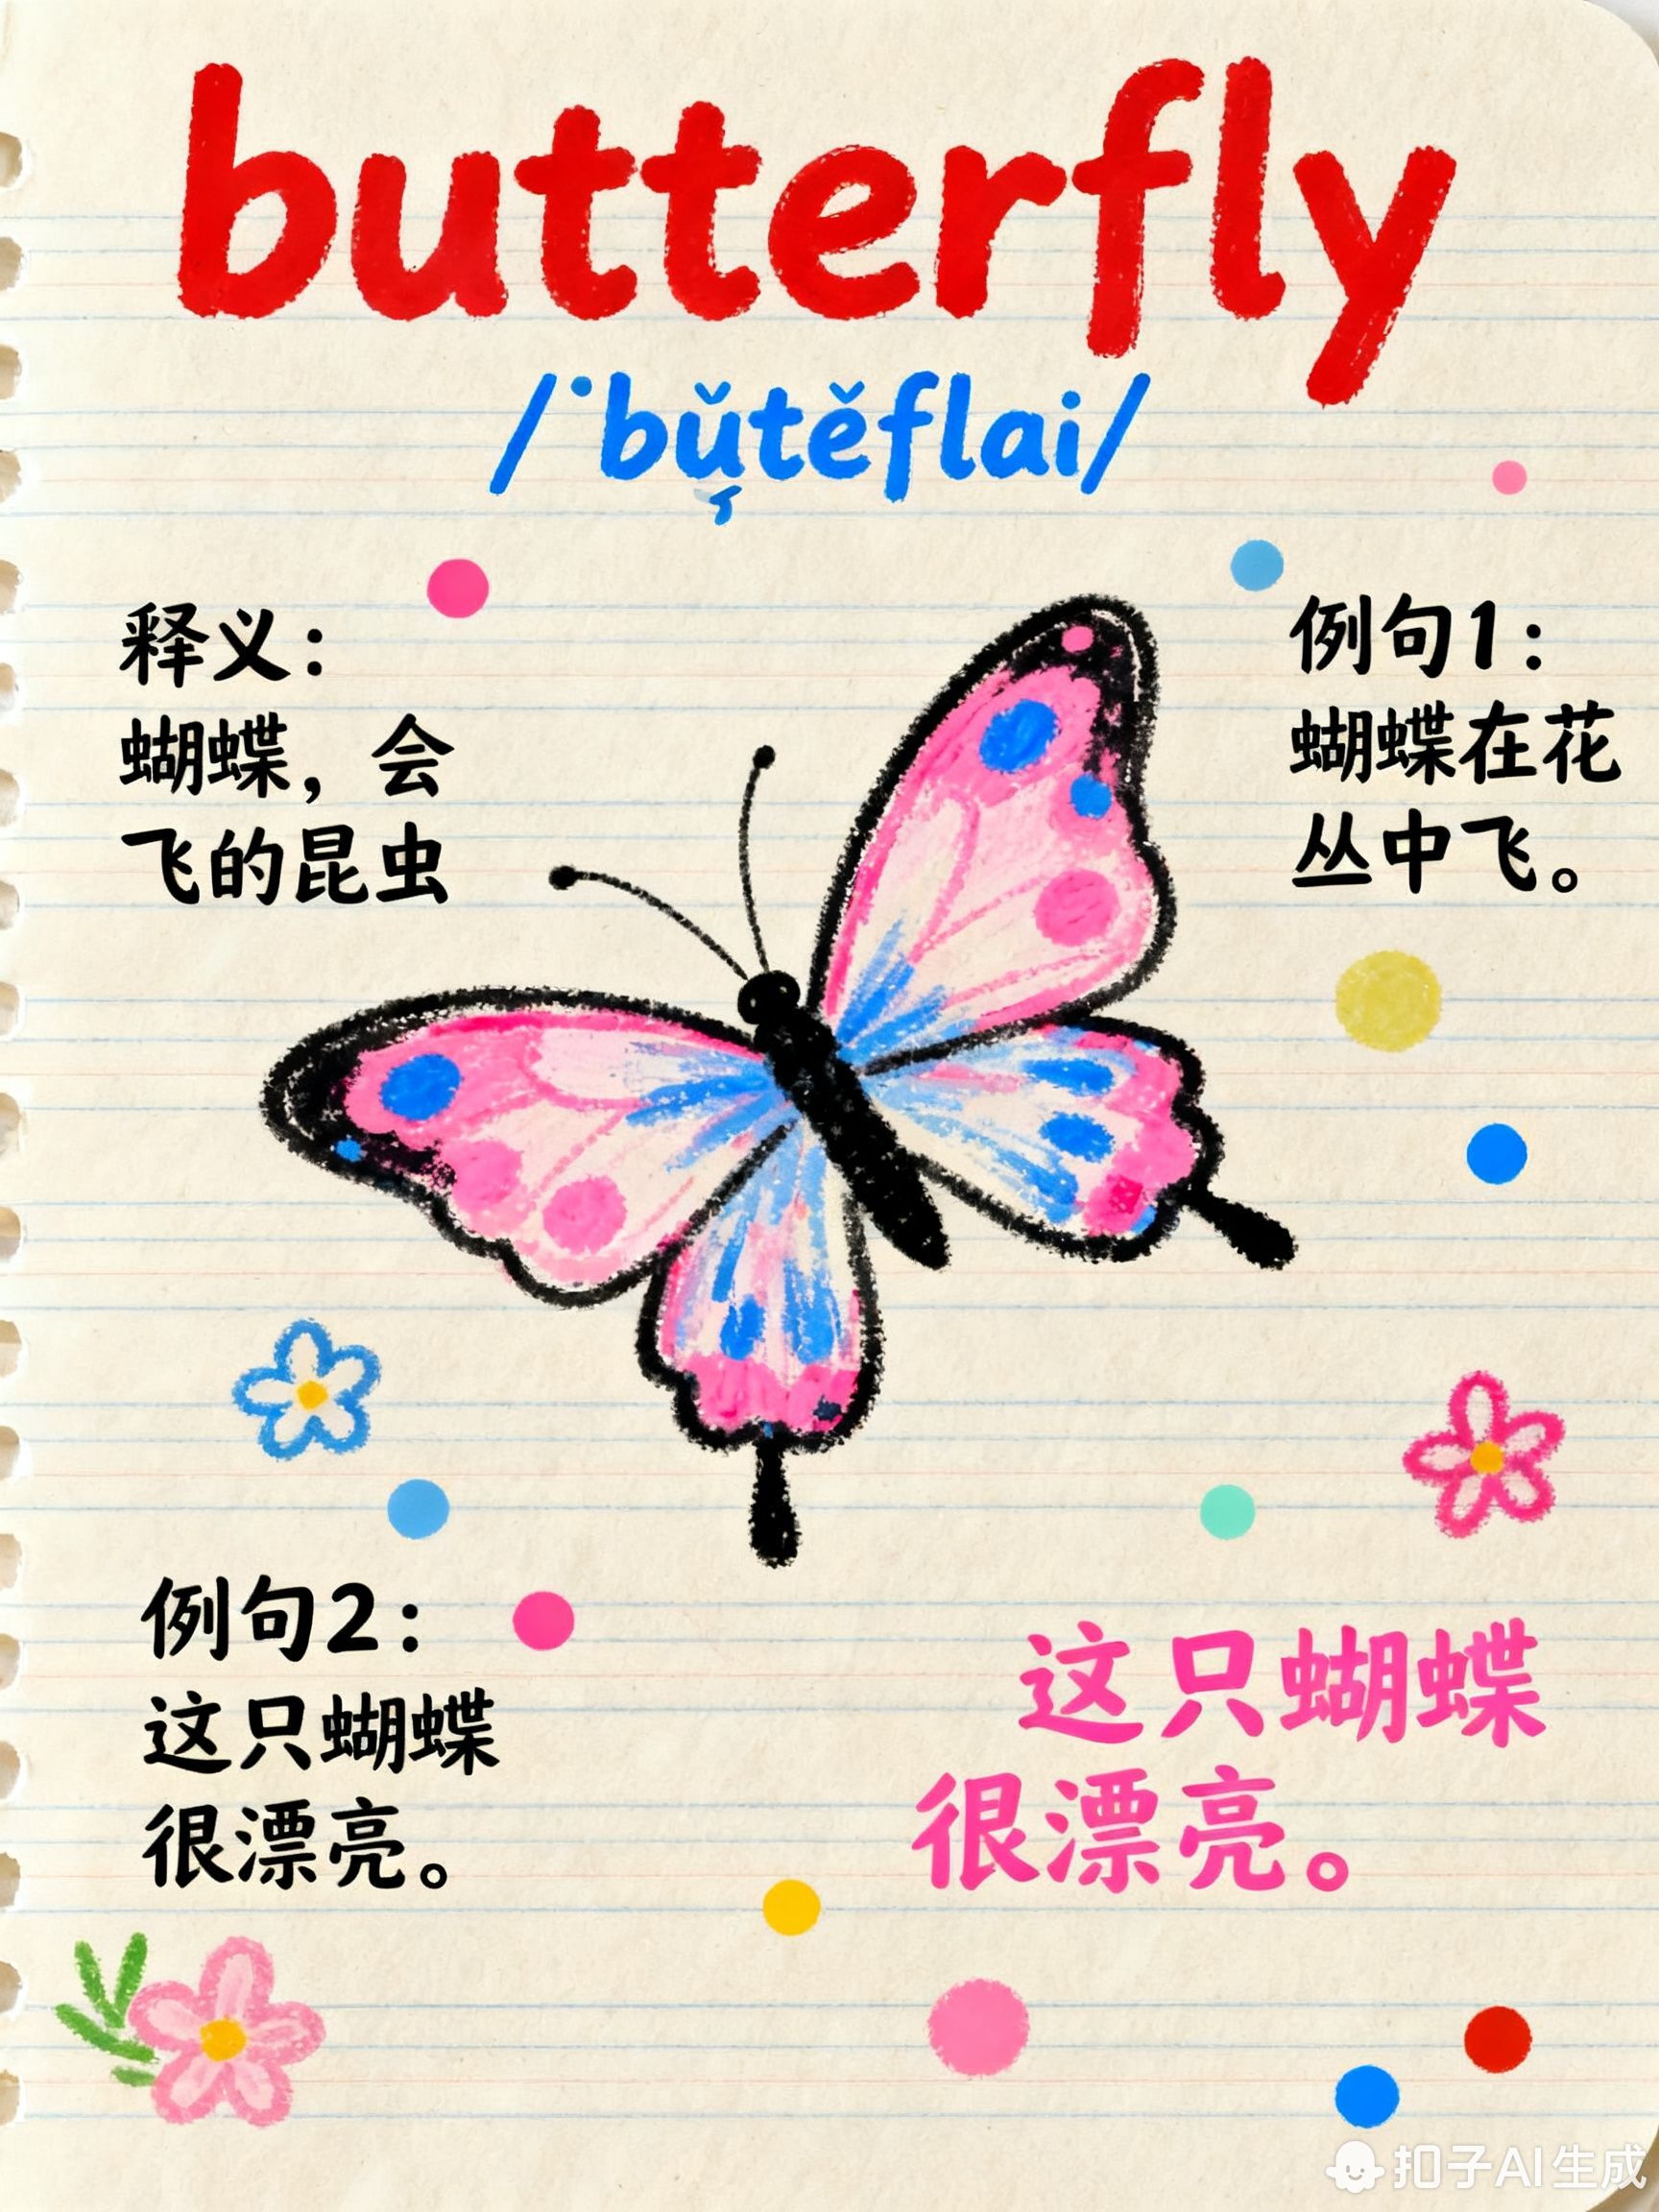 butterfly
/˙bų̌těflai/
释义：
蝴蝶，会
飞的昆虫
例句1：
蝴蝶在花
丛中飞。
例句2：
这只蝴蝶
很漂亮。
这只蝴蝶
很漂亮。
扣子AI生成